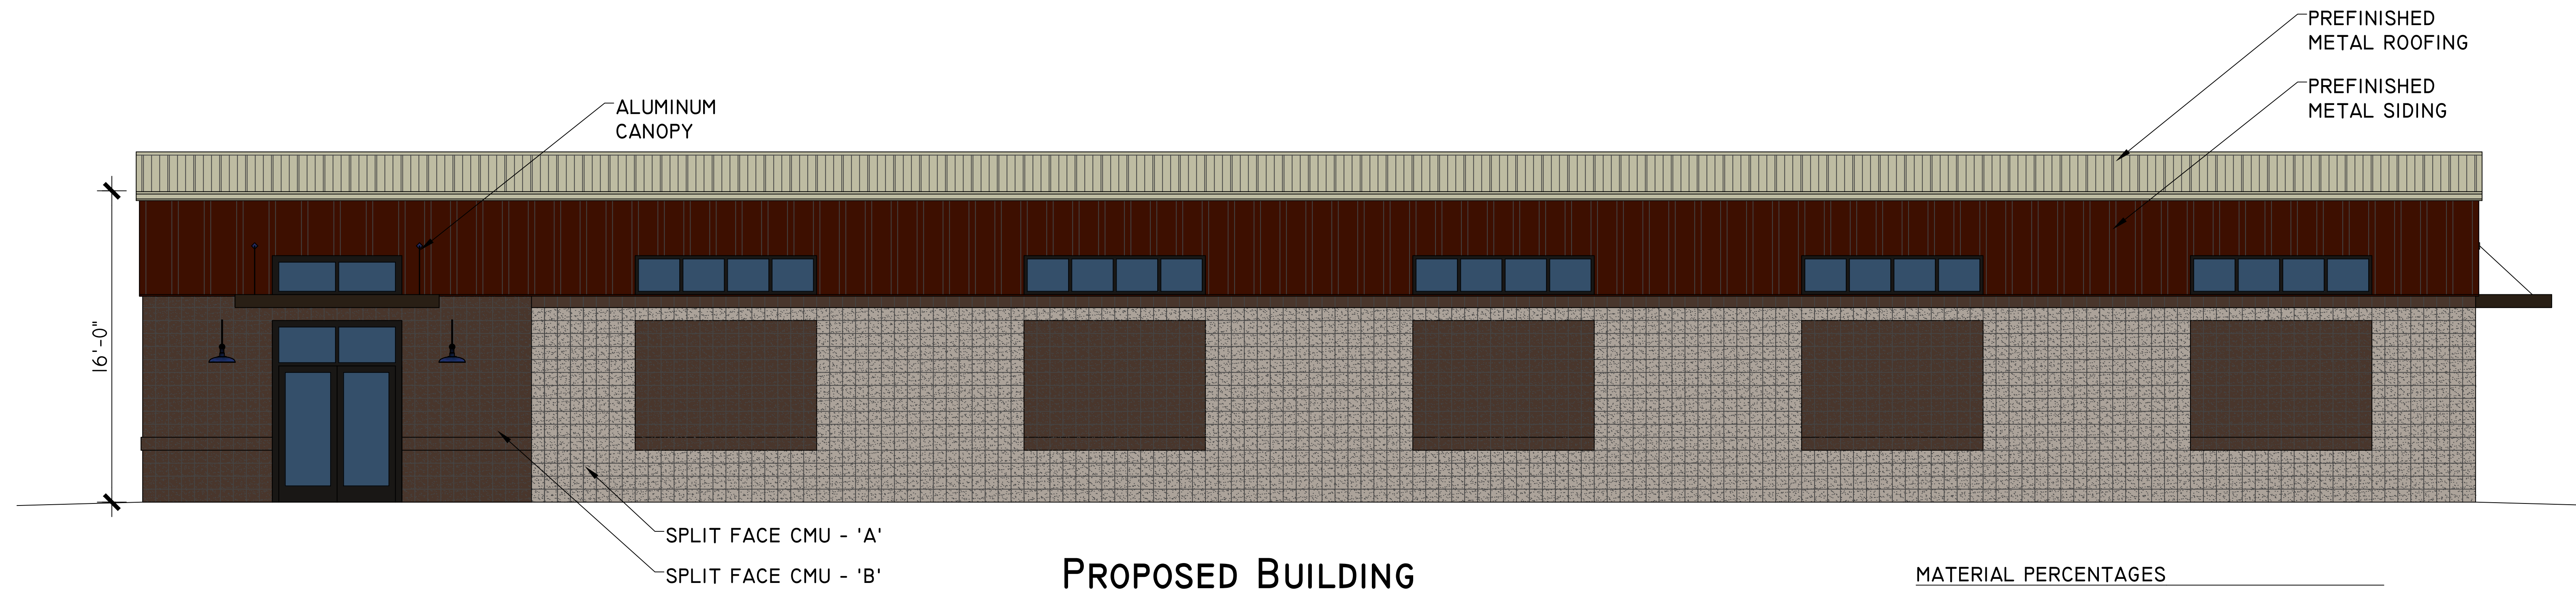 PREFINISHED
METAL ROOFING
PREFINISHED
METAL SIDING
ALUMINUM
CANOPY
16'-0"
SPLIT FACE CMU - 'A'
SPLIT FACE CMU - 'B'
PROPOSED BUILDING
MATERIAL PERCENTAGES